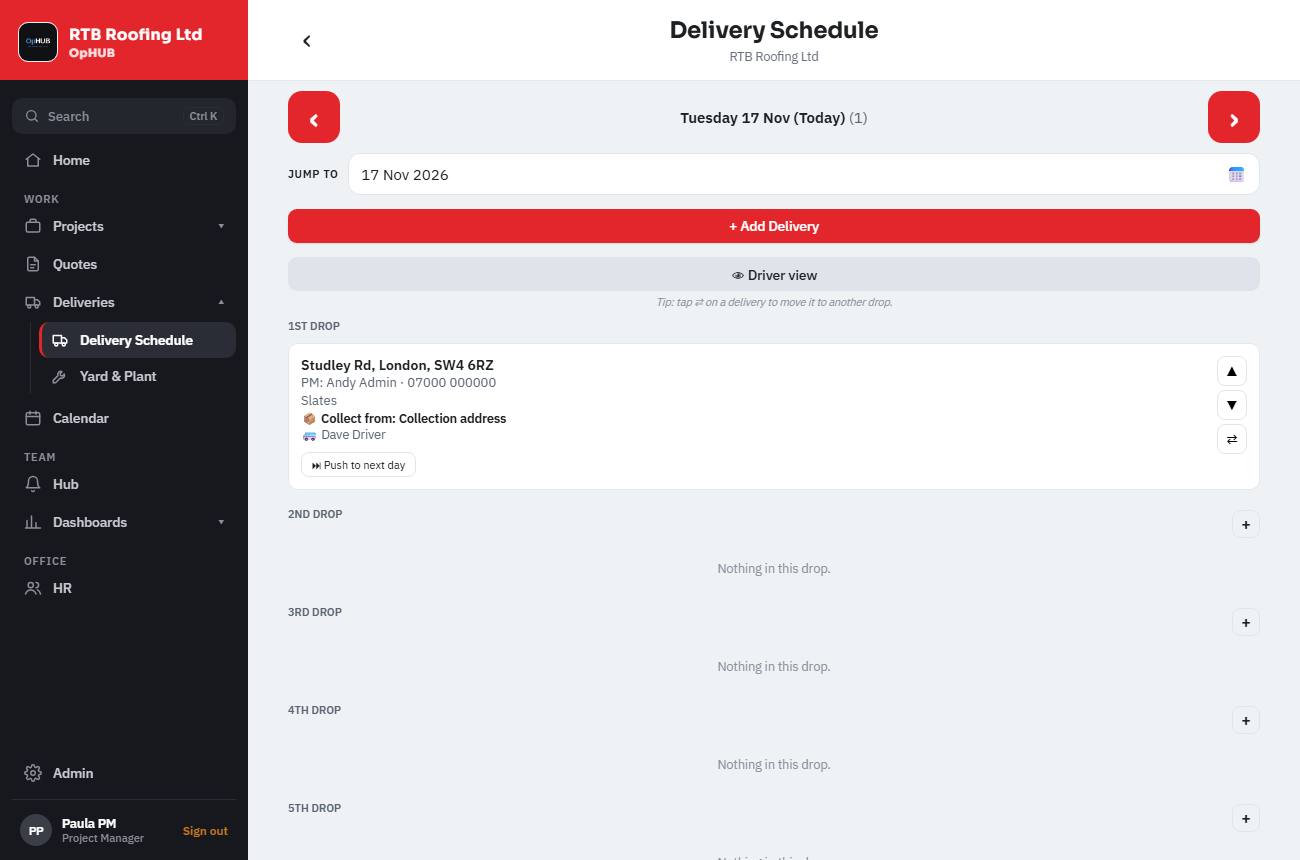 OpHUB
RTB Roofing Ltd
OpHUB
Search
Ctrl K
Home
WORK
Projects
Quotes
Deliveries
Delivery Schedule
Yard & Plant
Calendar
TEAM
Hub
Dashboards
OFFICE
HR
Admin
PP
Paula PM
Project Manager
Sign out
Delivery Schedule
RTB Roofing Ltd
Tuesday 17 Nov (Today) (1)
JUMP TO
17 Nov 2026
+ Add Delivery
Driver view
Tip: tap ⇄ on a delivery to move it to another drop.
1ST DROP
Studley Rd, London, SW4 6RZ
PM: Andy Admin · 07000 000000
Slates
Collect from: Collection address
Dave Driver
Push to next day
2ND DROP
+
Nothing in this drop.
3RD DROP
+
Nothing in this drop.
4TH DROP
+
Nothing in this drop.
5TH DROP
+